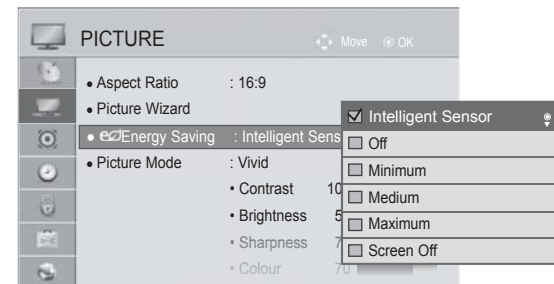 PICTURE
Move OK
• Aspect Ratio : 16:9
• Picture Wizard
• Energy Saving : Intelligent Sens
• Picture Mode : Vivid
• Contrast 10
• Brightness 5
• Sharpness 7
• Colour 70
Intelligent Sensor
Off
Minimum
Medium
Maximum
Screen Off